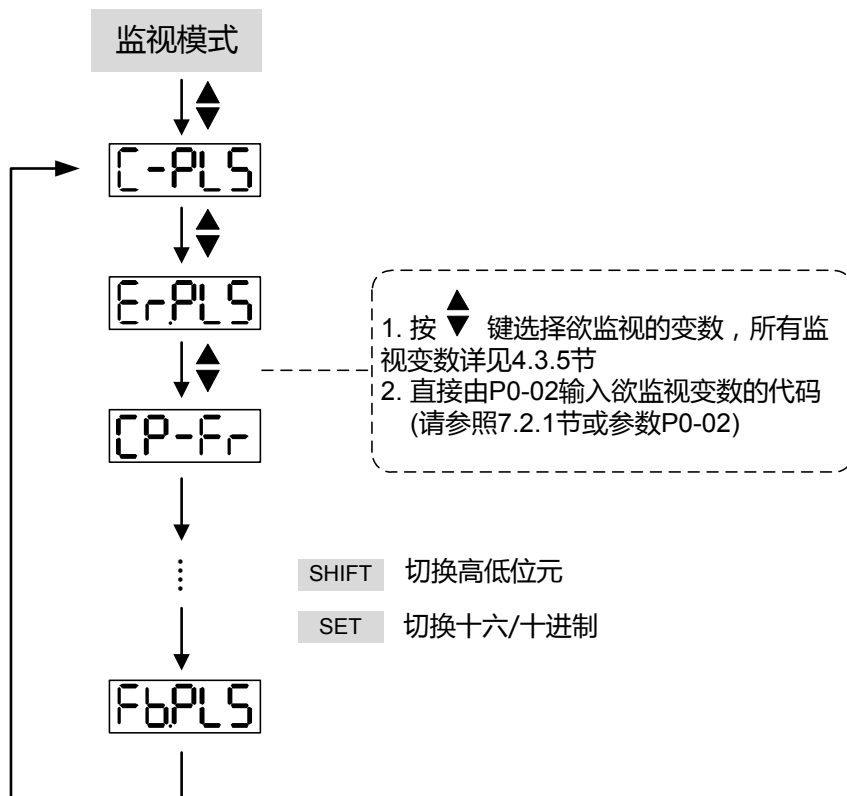 监视模式
C-PLS
Er.PLS
1. 按 键选择欲监视的变数，所有监
视变数详见4.3.5节
2. 直接由P0-02输入欲监视变数的代码
(请参照7.2.1节或参数P0-02)
CP-Fr
SHIFT 切换高低位元
SET 切换十六/十进制
Fb.PLS